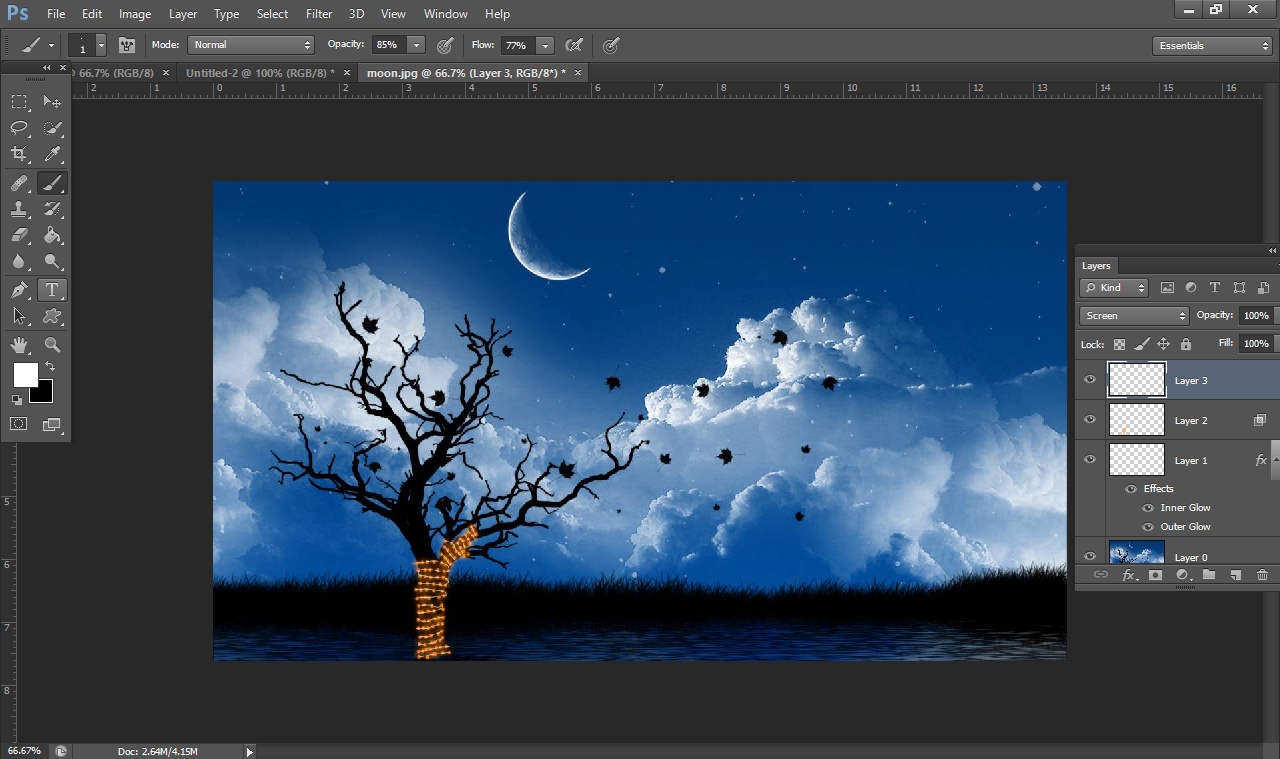 Ps File Edit Image Layer Type Select Filter 3D View Window Help
1 Mode: Normal Opacity: 85% Flow: 77% Essentials
@ 66.7% (RGB/8) × Untitled-2 @ 100% (RGB/8) * × moon.jpg @ 66.7% (Layer 3, RGB/8*) * ×
2 1 0 1 2 3 4 5 6 7 8 9 10 11 12 13 14 15 16
Layers
Kind
Screen Opacity: 100%
Lock: Fill: 100%
Layer 3
Layer 2
Layer 1 fx
Effects
Inner Glow
Outer Glow
Layer 0
fx
5
6
7
8
66.67% Doc: 2.64M/4.15M